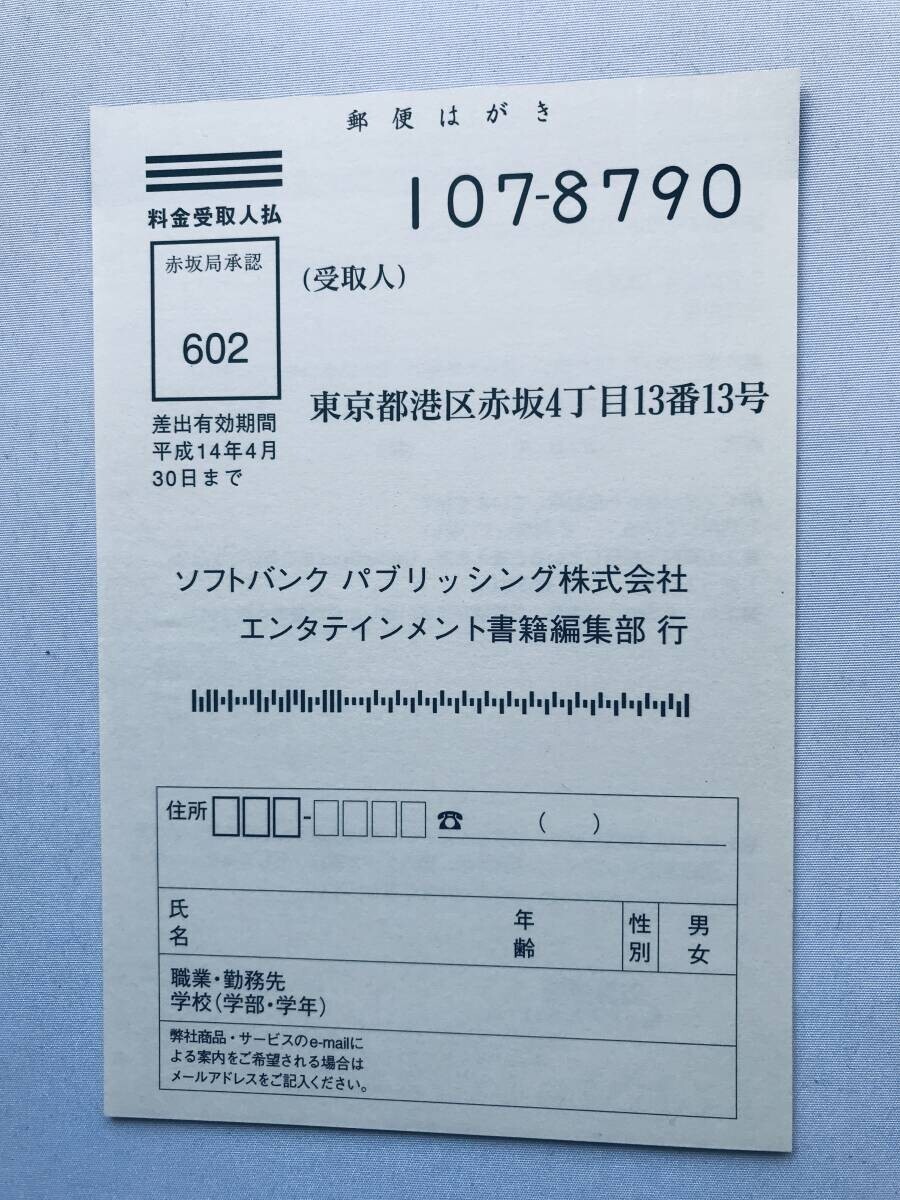 郵便はがき
107-8790
料金受取人払
赤坂局承認
602
差出有効期間
平成14年4月
30日まで
(受取人)
東京都港区赤坂4丁目13番13号
ソフトバンク パブリッシング株式会社
エンタテインメント書籍編集部 行
住所 - ☎ ( )
氏名 年齢 性別 男 女
職業・勤務先
学校(学部・学年)
弊社商品・サービスのe-mailに
よる案内をご希望される場合は
メールアドレスをご記入ください。